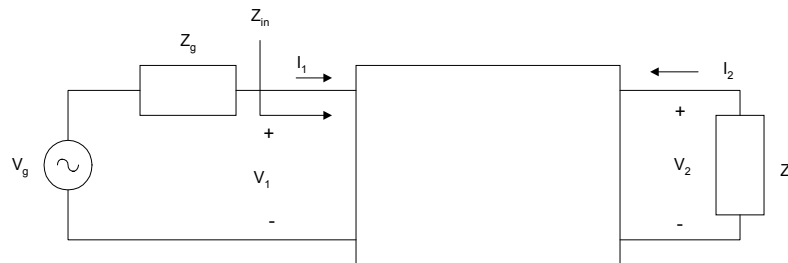 Z_in
Z_g
I_1
I_2
+
+
V_g
V_1
V_2
Z
-
-